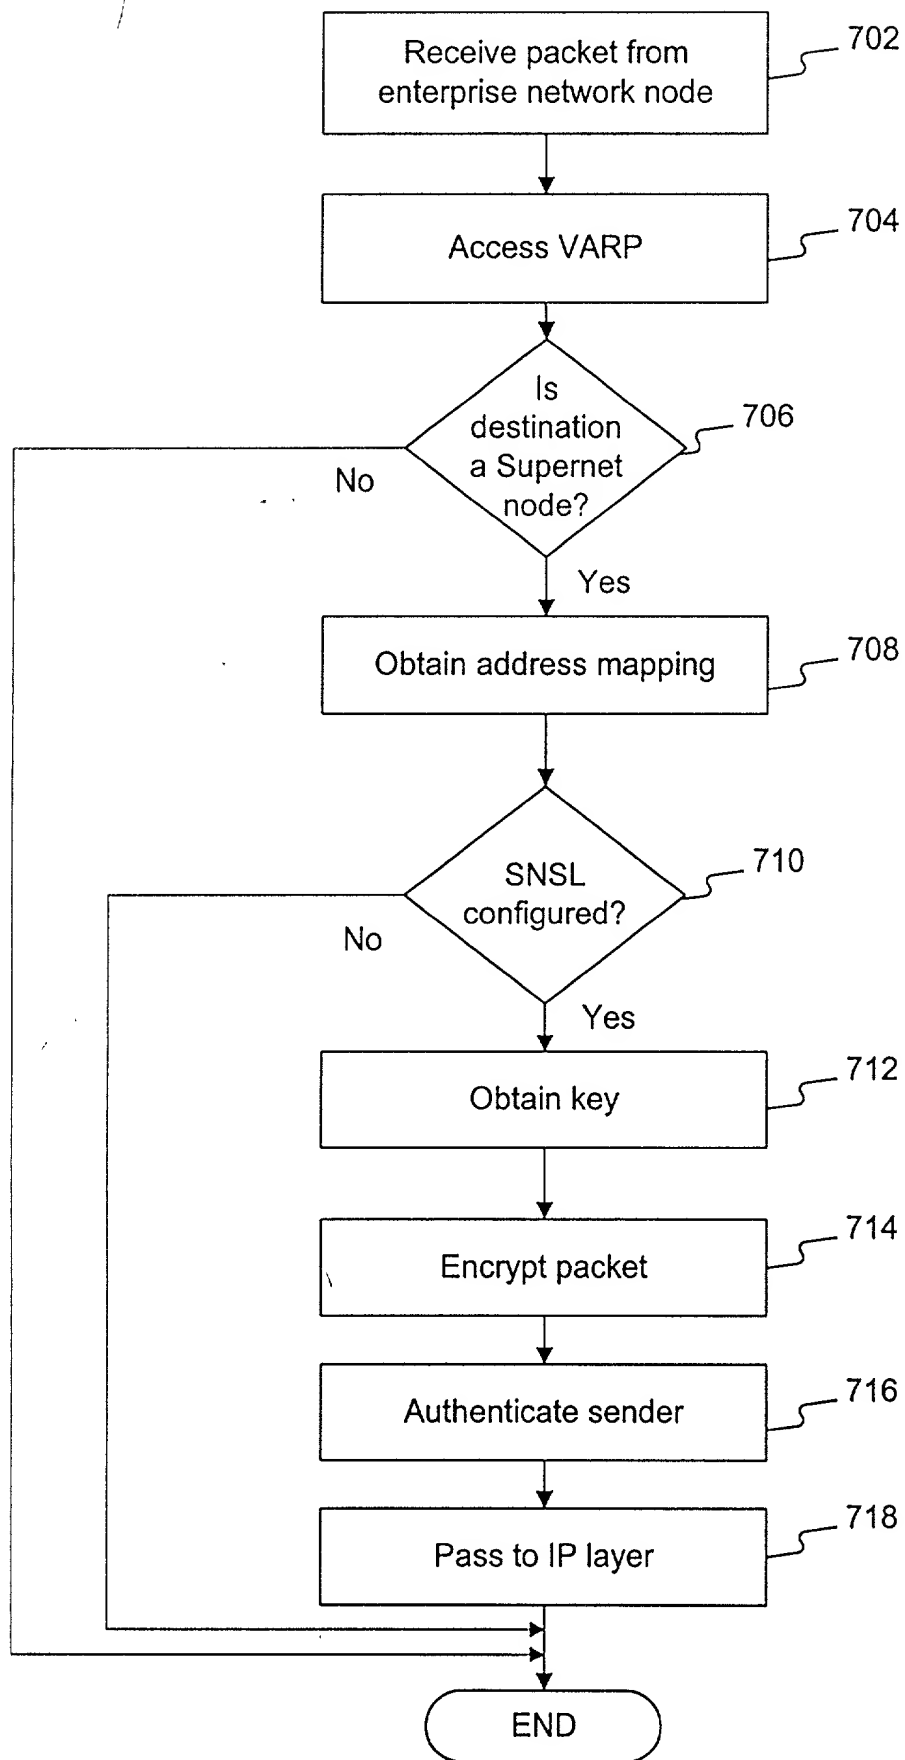 Receive packet from
enterprise network node
702
Access VARP
704
Is
destination
a Supernet
node?
706
No
Yes
Obtain address mapping
708
SNSL
configured?
710
No
Yes
Obtain key
712
Encrypt packet
714
Authenticate sender
716
Pass to IP layer
718
END